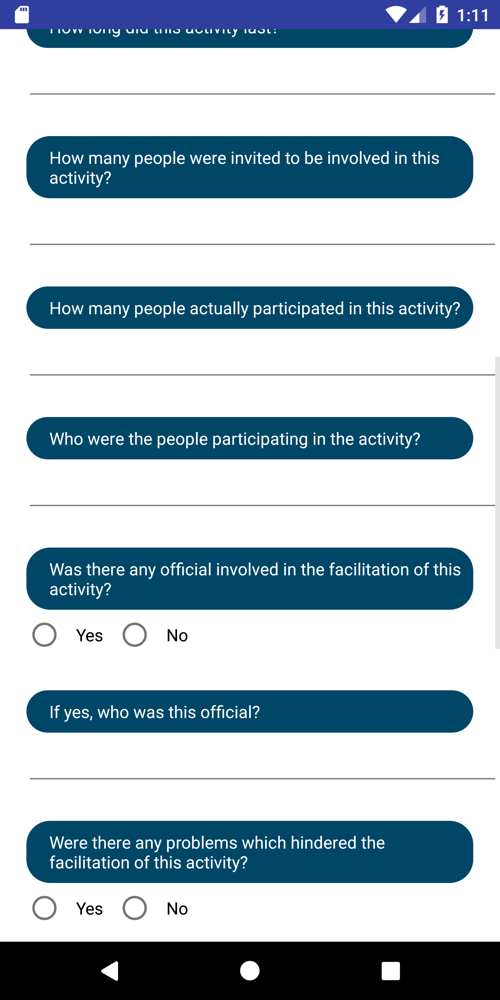 1:11
How long did this activity last?
How many people were invited to be involved in this
activity?
How many people actually participated in this activity?
Who were the people participating in the activity?
Was there any official involved in the facilitation of this
activity?
Yes No
If yes, who was this official?
Were there any problems which hindered the
facilitation of this activity?
Yes No